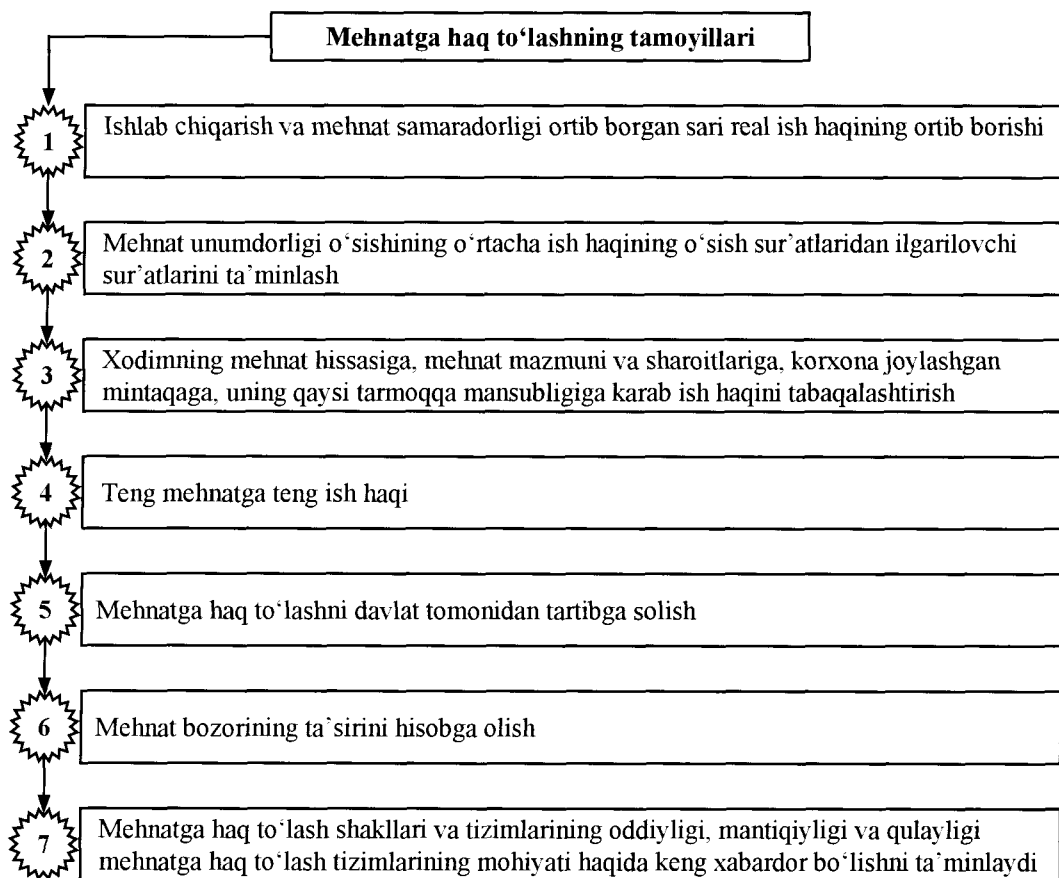 Mehnatga haq to‘lashning tamoyillari
1
Ishlab chiqarish va mehnat samaradorligi ortib borgan sari real ish haqining ortib borishi
2
Mehnat unumdorligi o‘sishining o‘rtacha ish haqining o‘sish sur’atlaridan ilgarilovchi
sur’atlarini ta’minlash
3
Xodimning mehnat hissasiga, mehnat mazmuni va sharoitlariga, korxona joylashgan
mintaqaga, uning qaysi tarmoqqa mansubligiga karab ish haqini tabaqalashtirish
4
Teng mehnatga teng ish haqi
5
Mehnatga haq to‘lashni davlat tomonidan tartibga solish
6
Mehnat bozorining ta’sirini hisobga olish
7
Mehnatga haq to‘lash shakllari va tizimlarining oddiyligi, mantiqiyligi va qulayligi
mehnatga haq to‘lash tizimlarining mohiyati haqida keng xabardor bo‘lishni ta’minlaydi